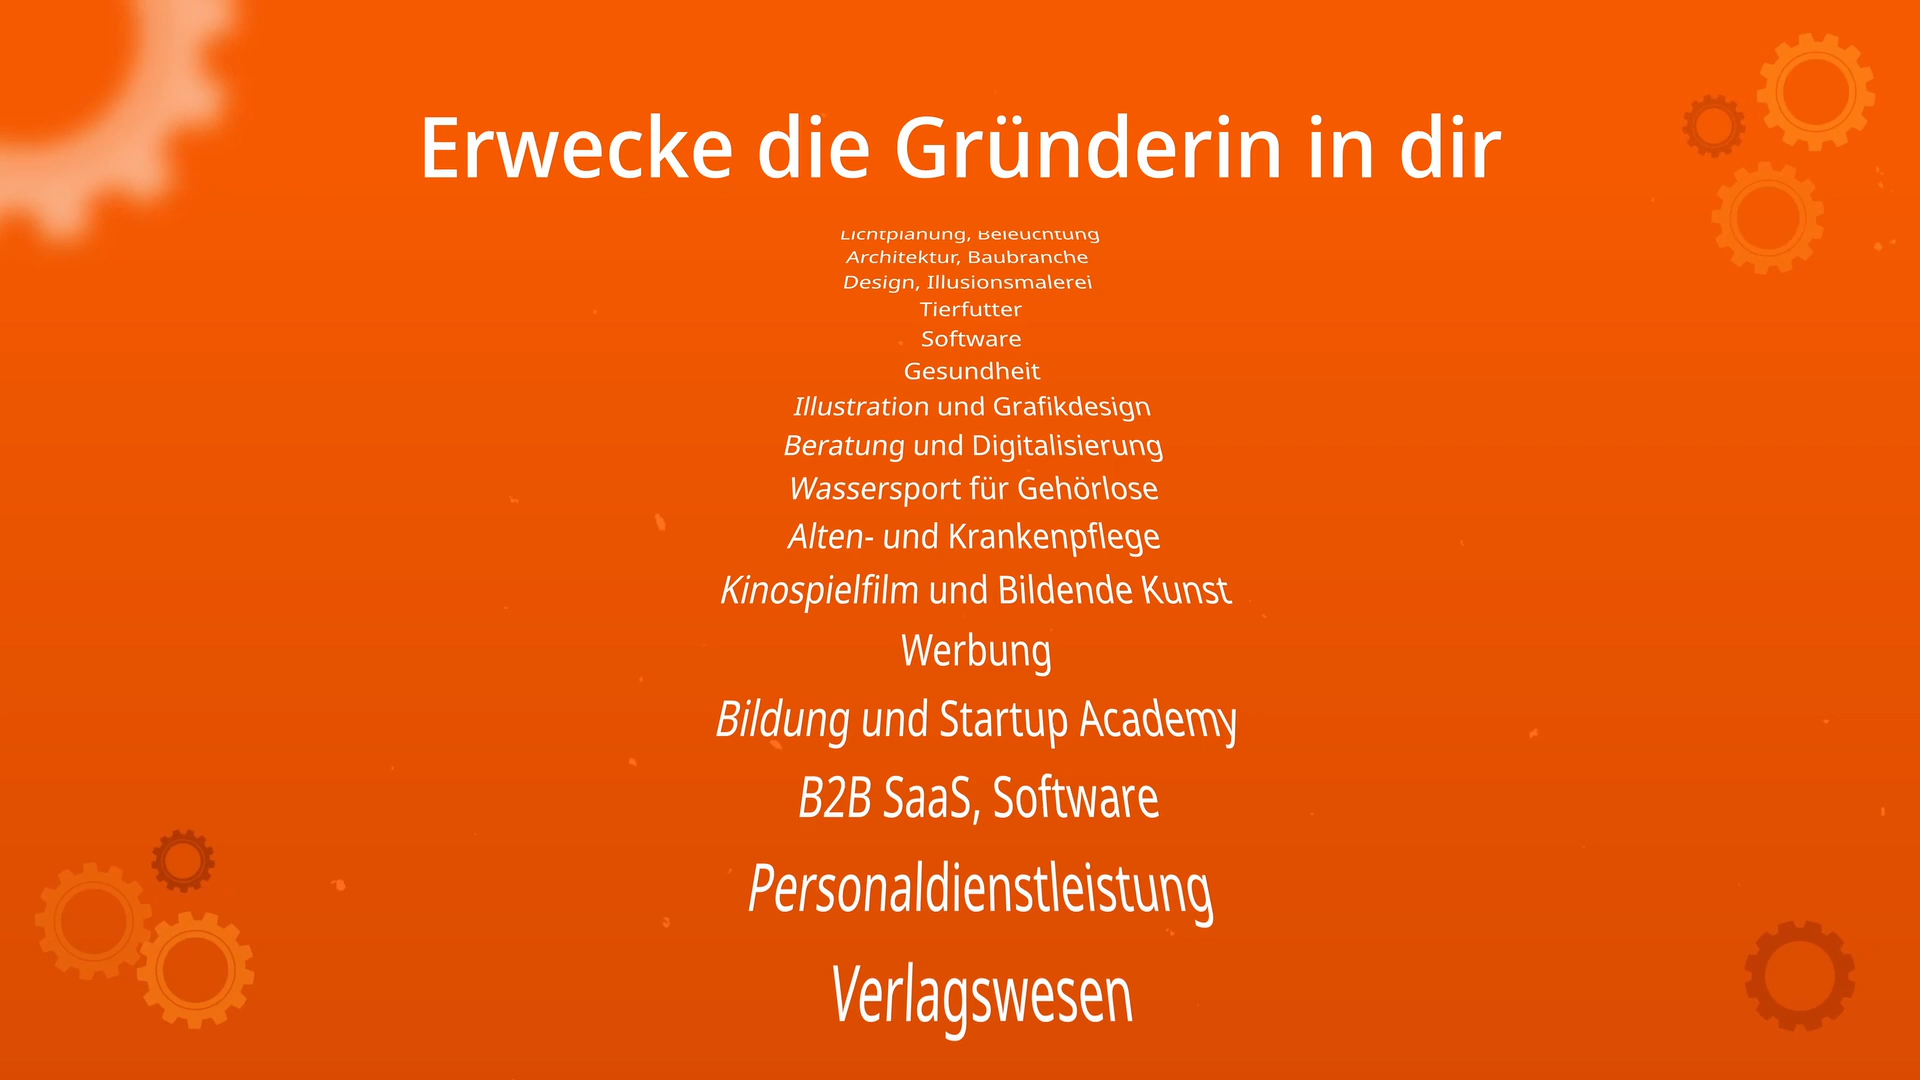 Erwecke die Gründerin in dir
Lichtplanung, Beleuchtung
Architektur, Baubranche
Design, Illusionsmalerei
Tierfutter
Software
Gesundheit
Illustration und Grafikdesign
Beratung und Digitalisierung
Wassersport für Gehörlose
Alten- und Krankenpflege
Kinospielfilm und Bildende Kunst
Werbung
Bildung und Startup Academy
B2B SaaS, Software
Personaldienstleistung
Verlagswesen